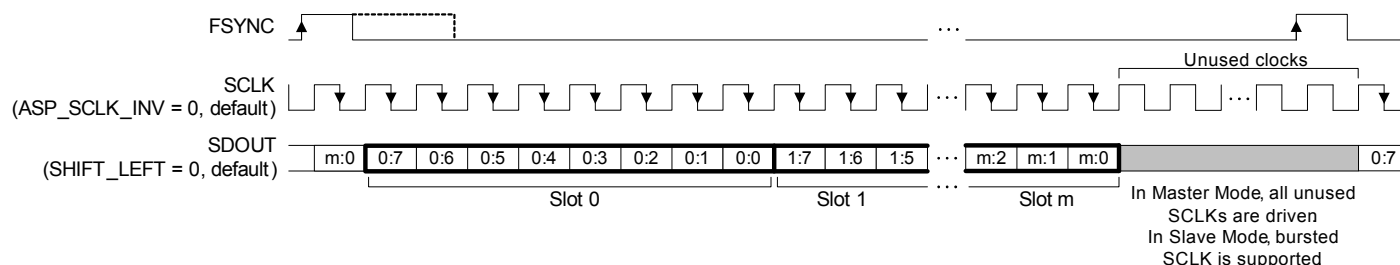 FSYNC
...
Unused clocks
SCLK
(ASP_SCLK_INV = 0, default)
... ...
SDOUT
(SHIFT_LEFT = 0, default)
m:0 0:7 0:6 0:5 0:4 0:3 0:2 0:1 0:0 1:7 1:6 1:5 ... m:2 m:1 m:0 0:7
Slot 0 Slot 1 ... Slot m
In Master Mode, all unused
SCLKs are driven
In Slave Mode, bursted
SCLK is supported